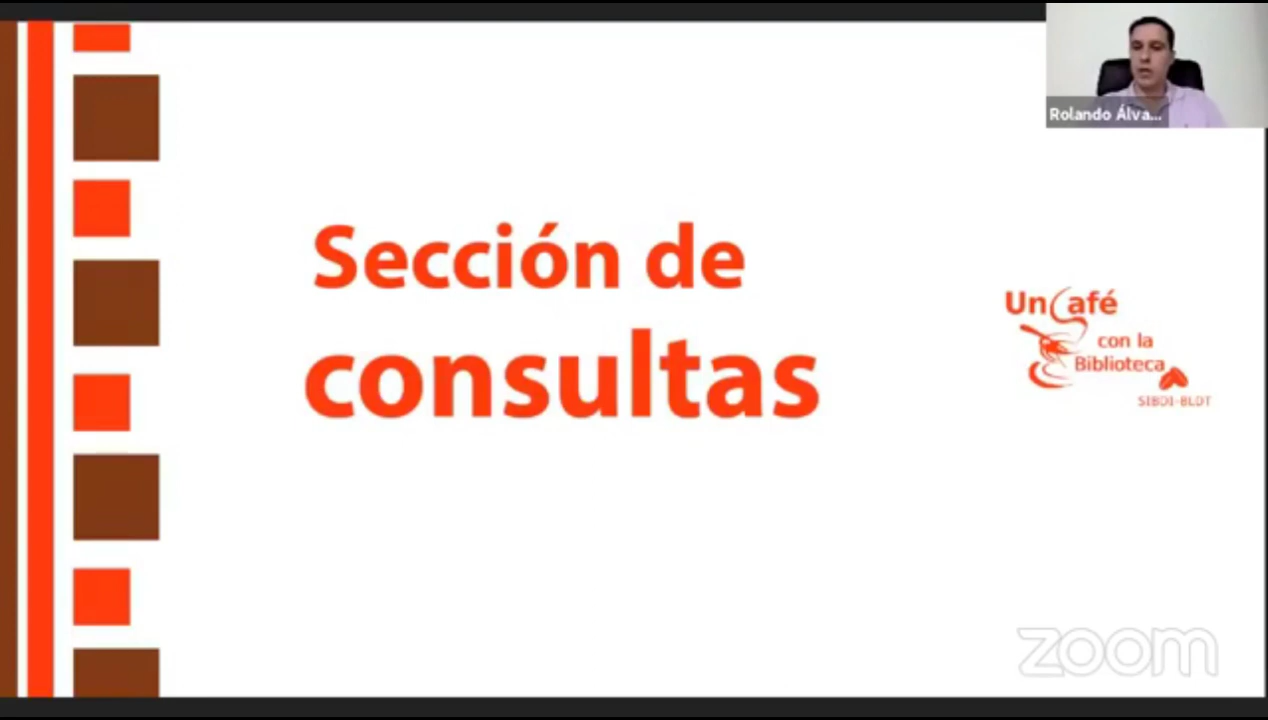 Rolando Álva...
Sección de
consultas
Un Café
con la
Biblioteca
SIBDI-BLDT
zoom